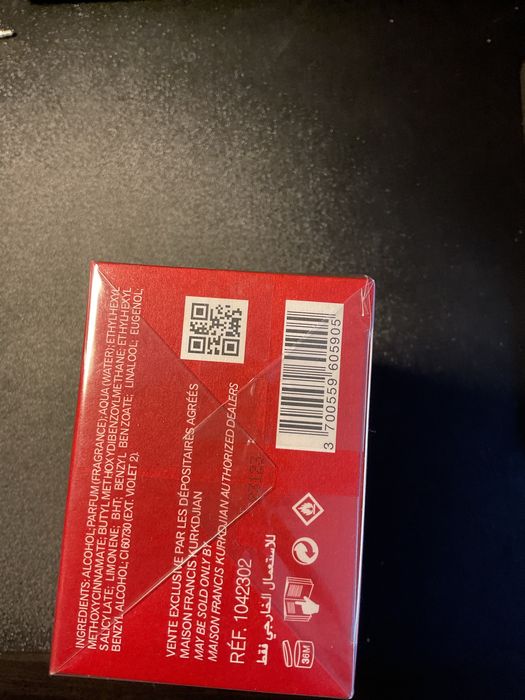 INGREDIENTS: ALCOHOL; PARFUM (FRAGRANCE); AQUA (WATER); ETHYLHEXYL
METHOXYCINNAMATE; BUTYL METHOXYDIBENZOYLMETHANE; ETHYLHEXYL
SALICYLATE; LIMONENE; BHT; BENZYL BENZOATE; LINALOOL; EUGENOL;
BENZYL ALCOHOL; CI 60730 (EXT. VIOLET 2).
VENTE EXCLUSIVE PAR LES DÉPOSITAIRES AGRÉÉS
MAISON FRANCIS KURKDJIAN
MAY BE SOLD ONLY BY
MAISON FRANCIS KURKDJIAN AUTHORIZED DEALERS
RÉF. 1042302
للاستعمال الخارجي فقط
36M
3 700559 605905